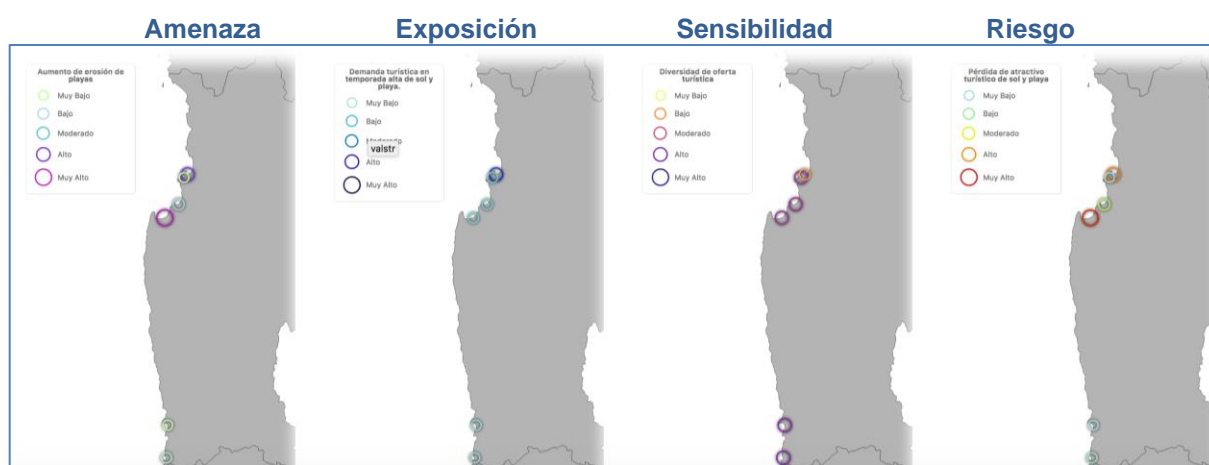 Amenaza
Exposición
Sensibilidad
Riesgo
Aumento de erosión de
playas
Muy Bajo
Bajo
Moderado
Alto
Muy Alto
Demanda turística en
temporada alta de sol y
playa.
Muy Bajo
Bajo
valstr
Alto
Muy Alto
Diversidad de oferta
turística
Muy Bajo
Bajo
Moderado
Alto
Muy Alto
Pérdida de atractivo
turístico de sol y playa
Muy Bajo
Bajo
Moderado
Alto
Muy Alto